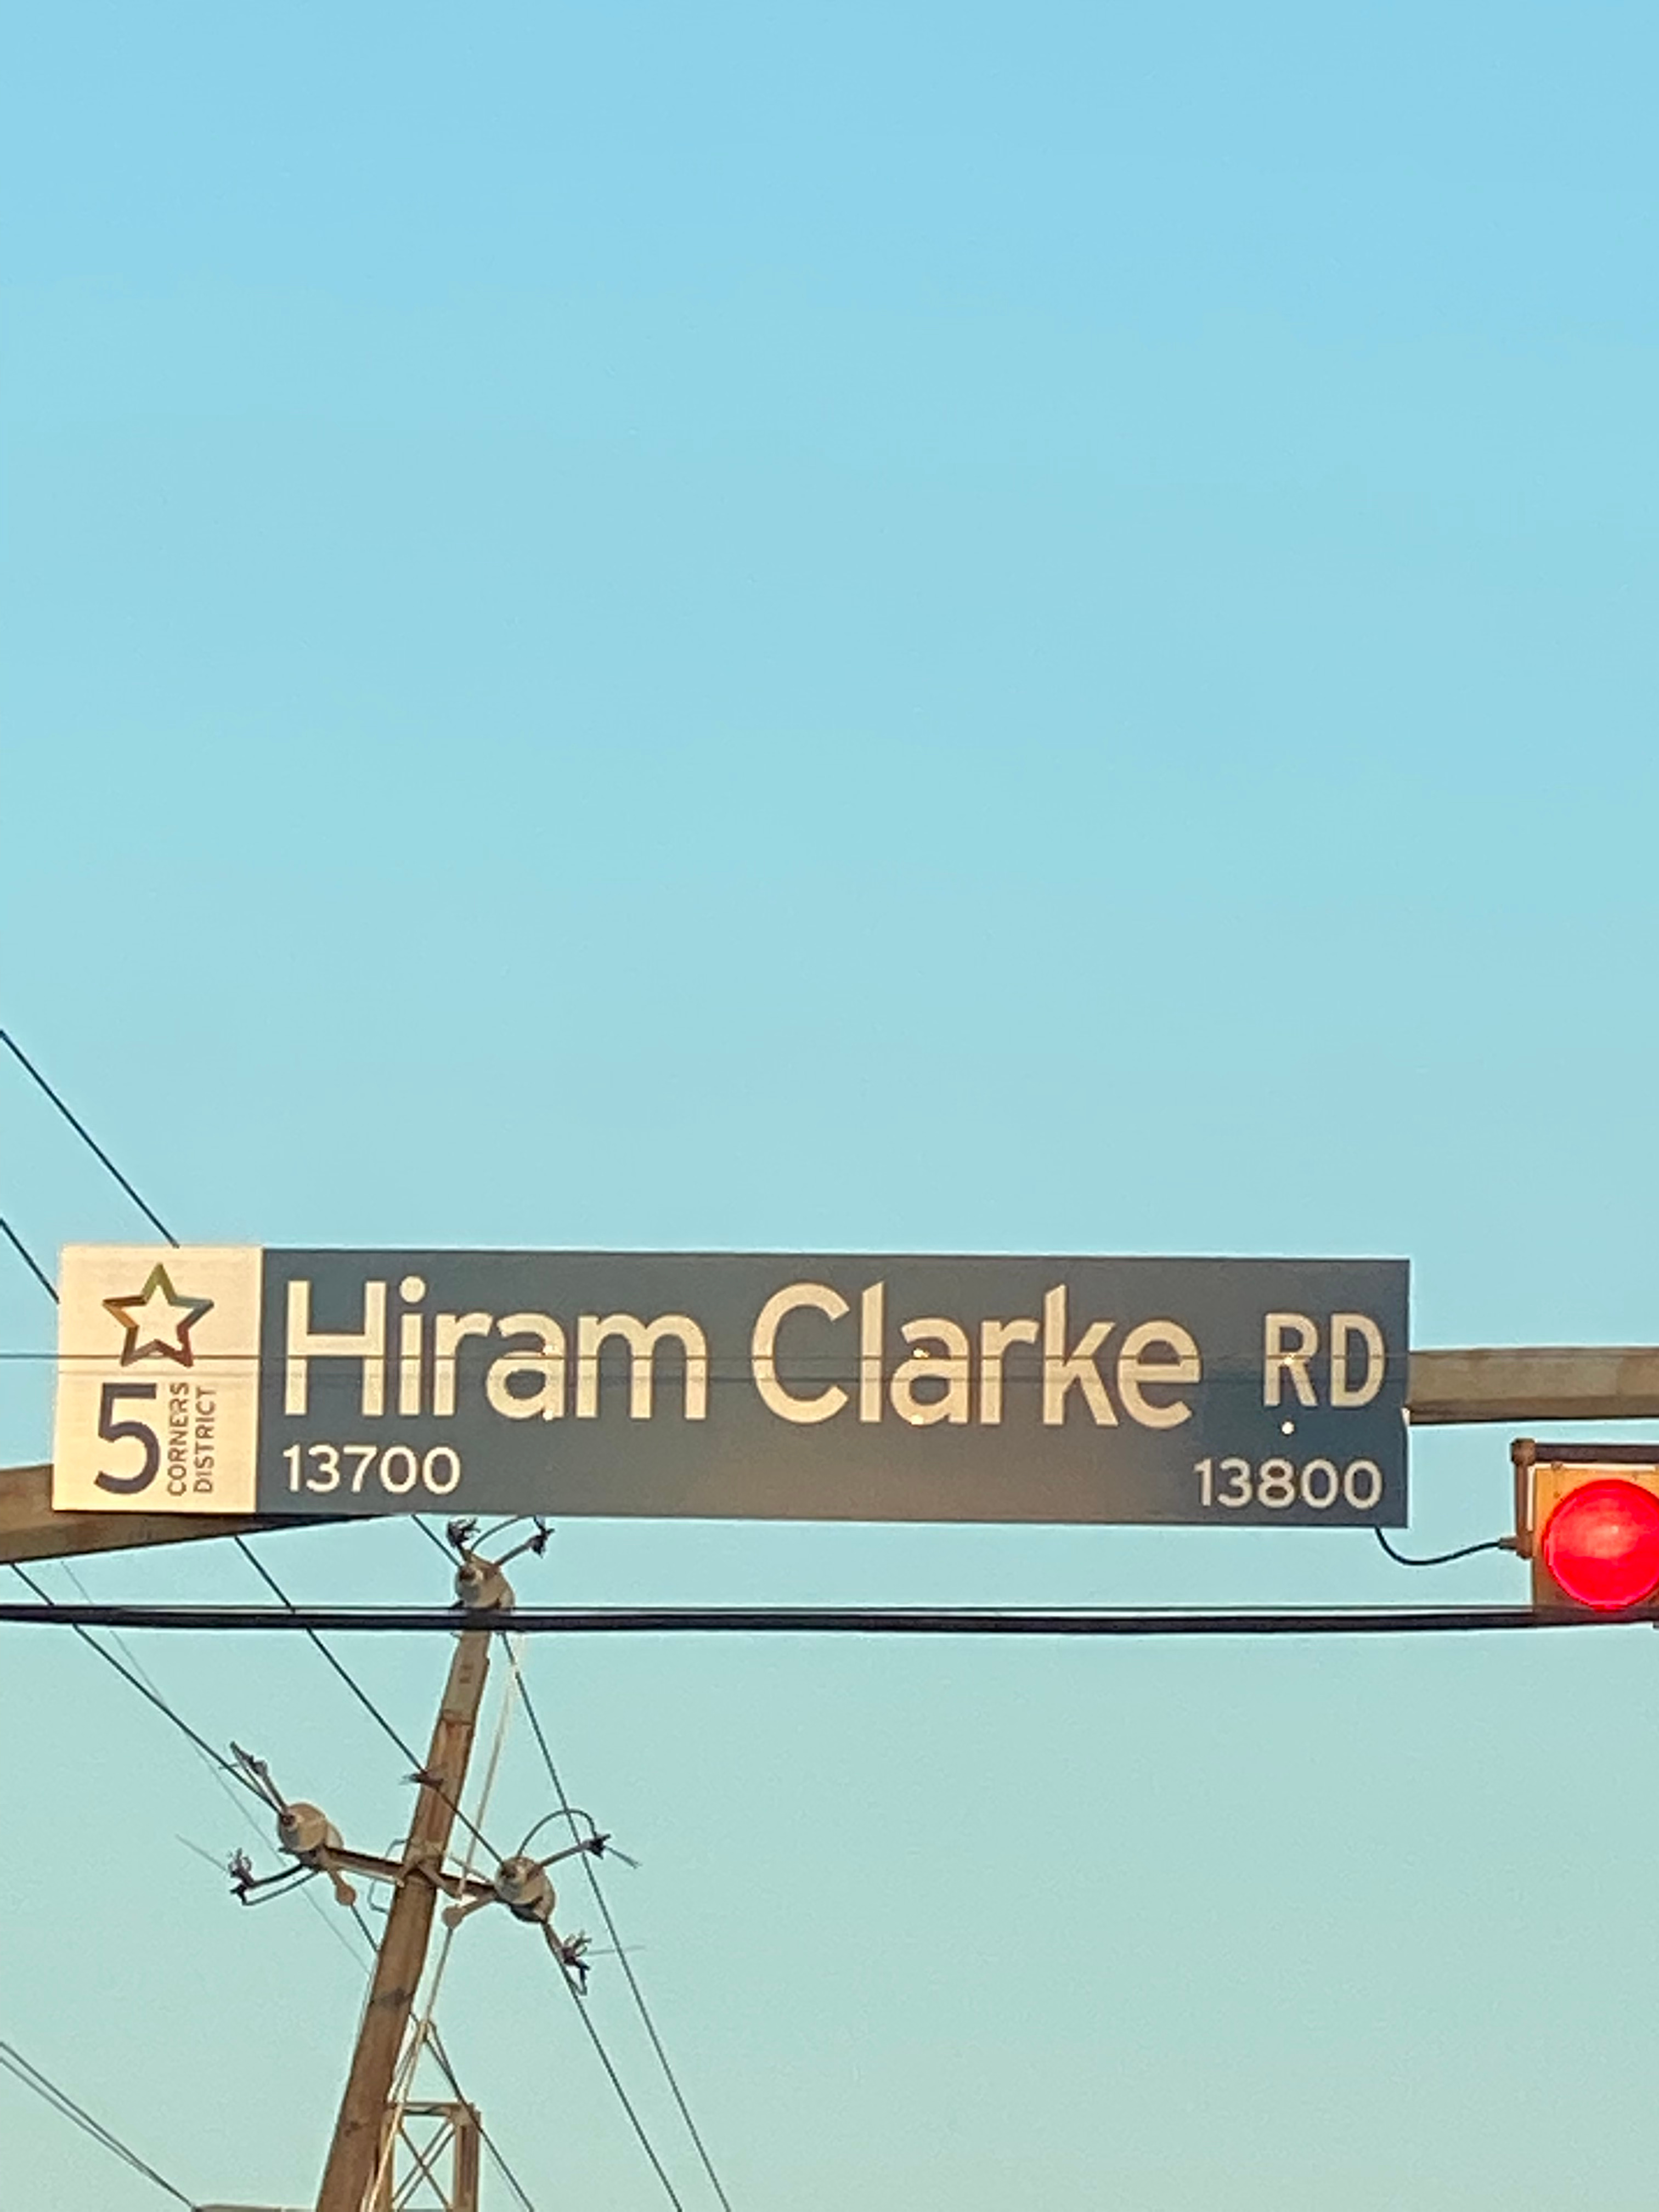 Hiram Clarke RD
5 CORNERS
DISTRICT
13700 13800